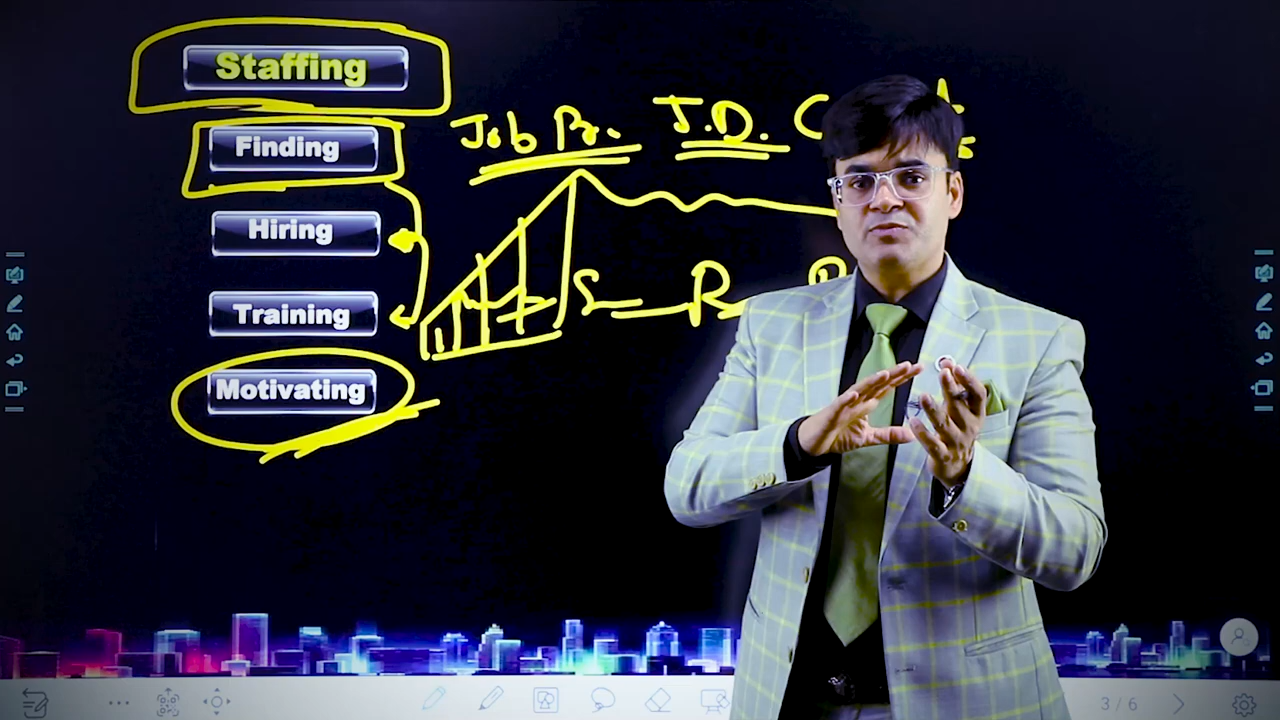 Staffing
Finding
Job Pr. J.D. C
Hiring
Training
S R
Motivating
3 / 6